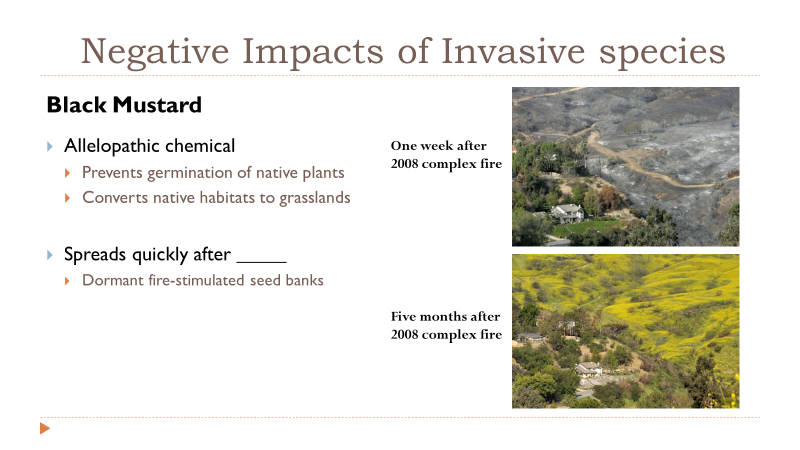 Negative Impacts of Invasive species
Black Mustard
Allelopathic chemical
Prevents germination of native plants
Converts native habitats to grasslands
Spreads quickly after _____
Dormant fire-stimulated seed banks
One week after
2008 complex fire
Five months after
2008 complex fire